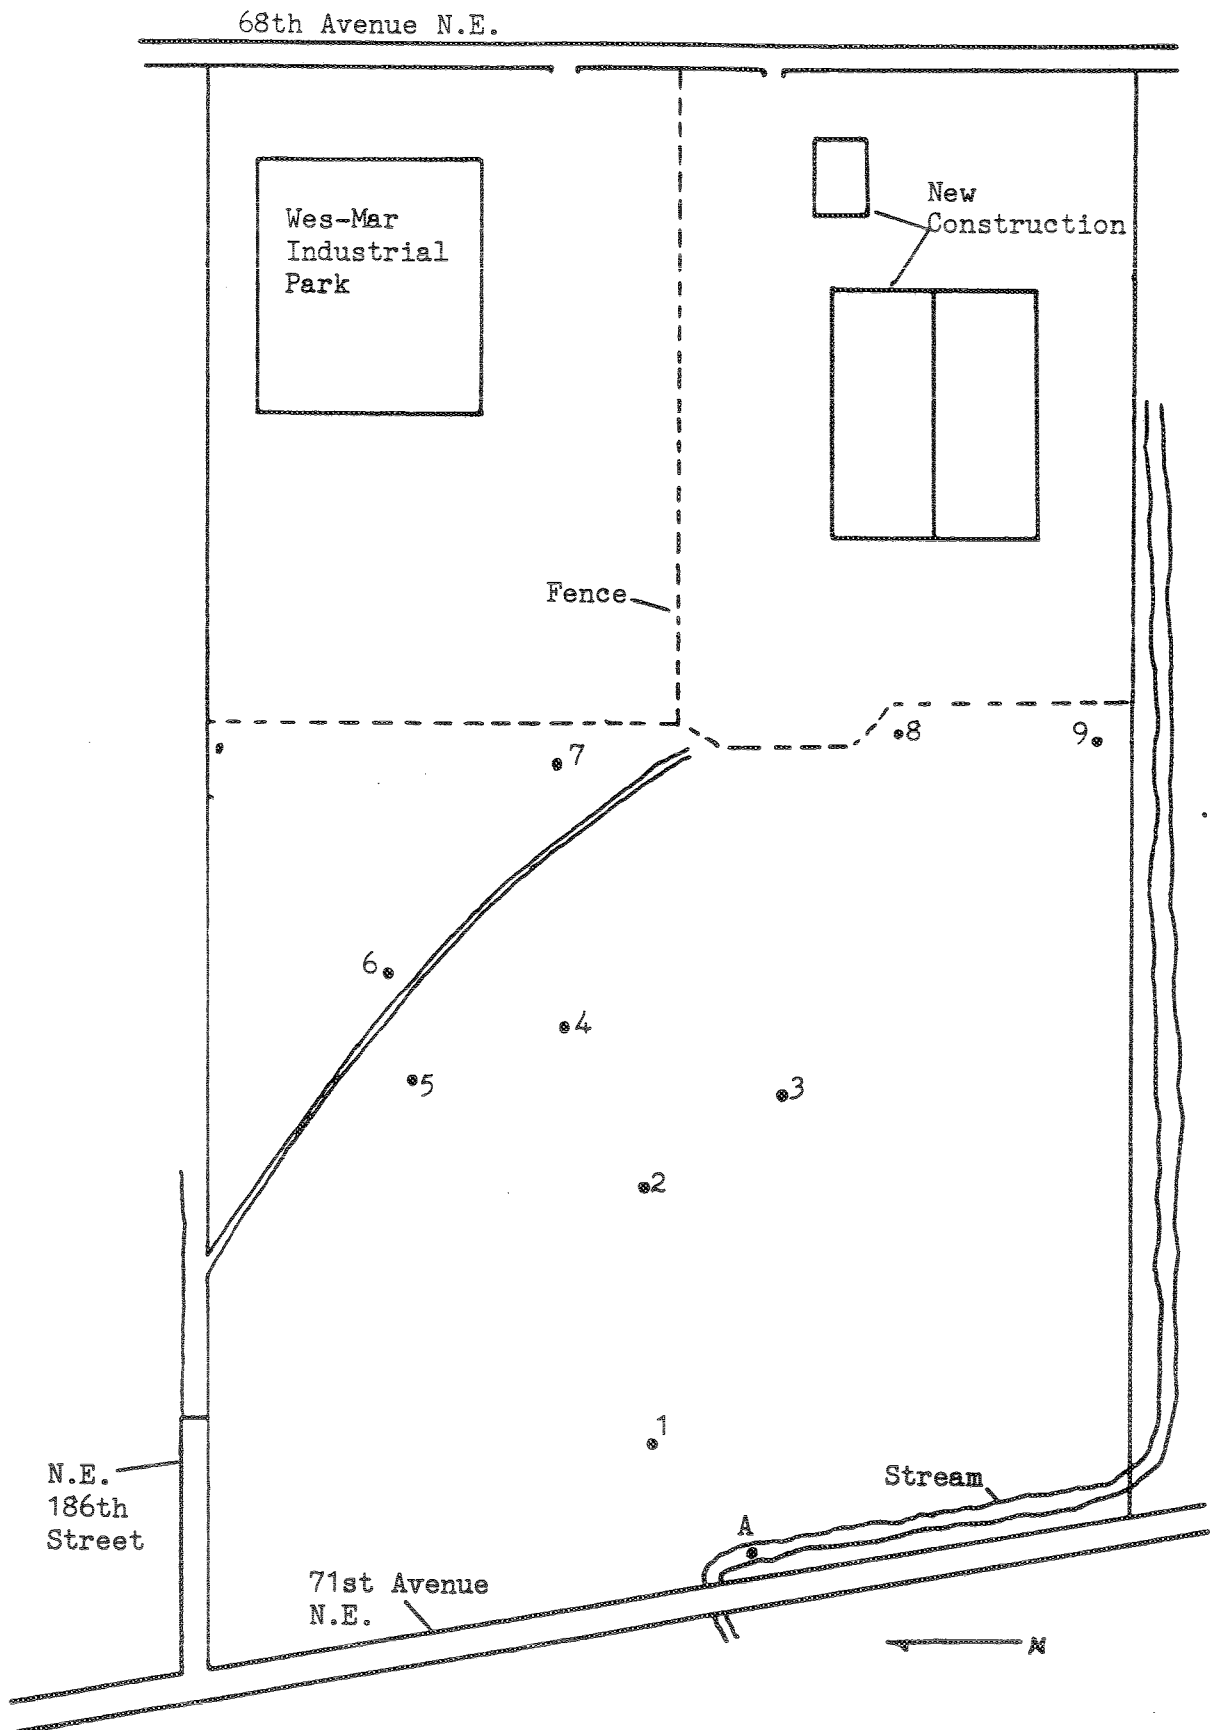 68th Avenue N.E.
Wes-Mar
Industrial
Park
New
Construction
Fence
7
8
9
6
4
5
3
2
1
N.E.
186th
Street
Stream
A
71st Avenue
N.E.
N